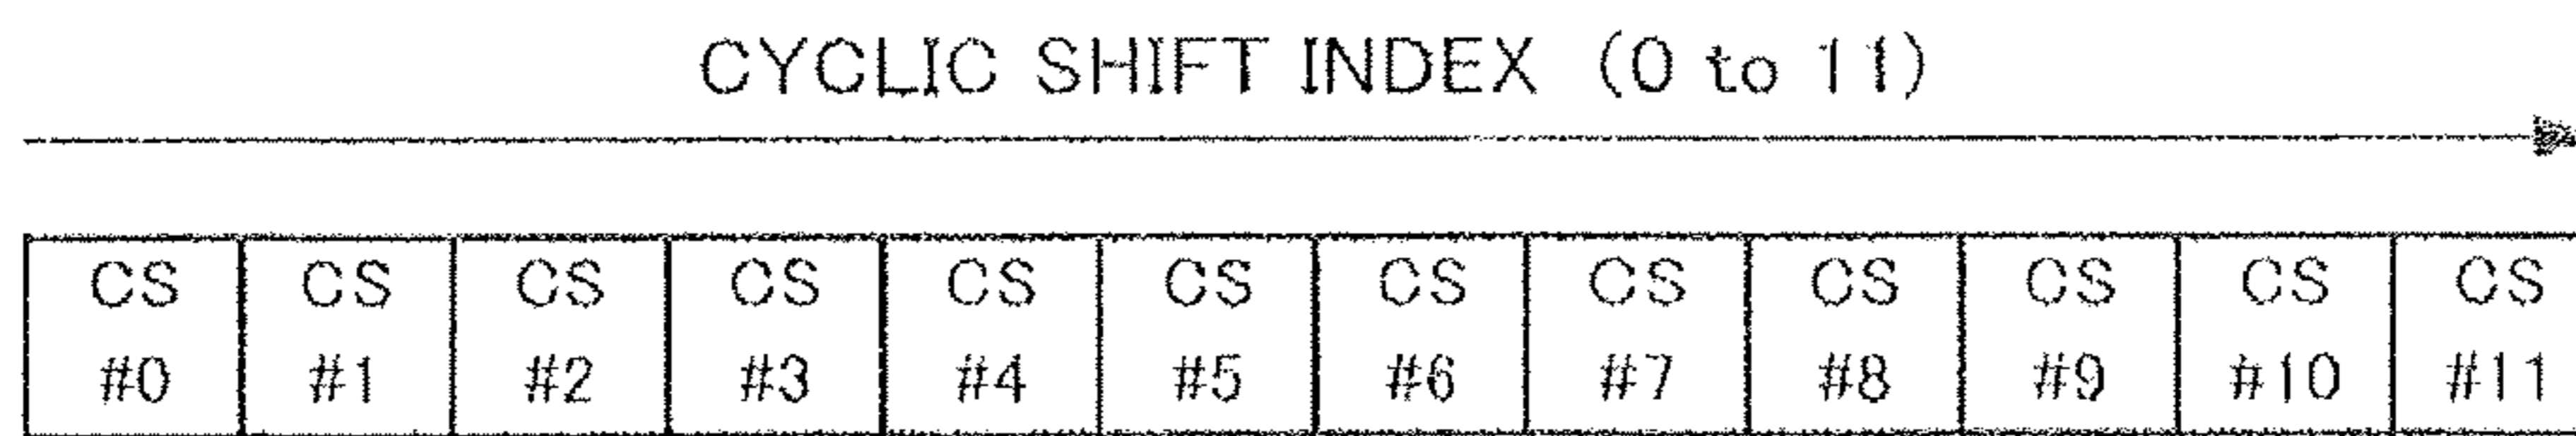 CYCLIC SHIFT INDEX (0 to 11)
CS CS CS CS CS CS CS CS CS CS CS CS
#0 #1 #2 #3 #4 #5 #6 #7 #8 #9 #10 #11